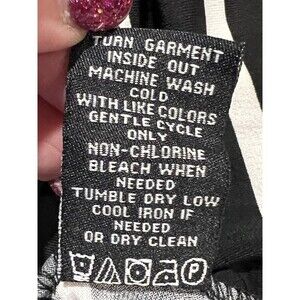 TURN GARMENT
INSIDE OUT
MACHINE WASH
COLD
WITH LIKE COLORS
GENTLE CYCLE
ONLY
NON-CHLORINE
BLEACH WHEN
NEEDED
TUMBLE DRY LOW
COOL IRON IF
NEEDED
OR DRY CLEAN
P